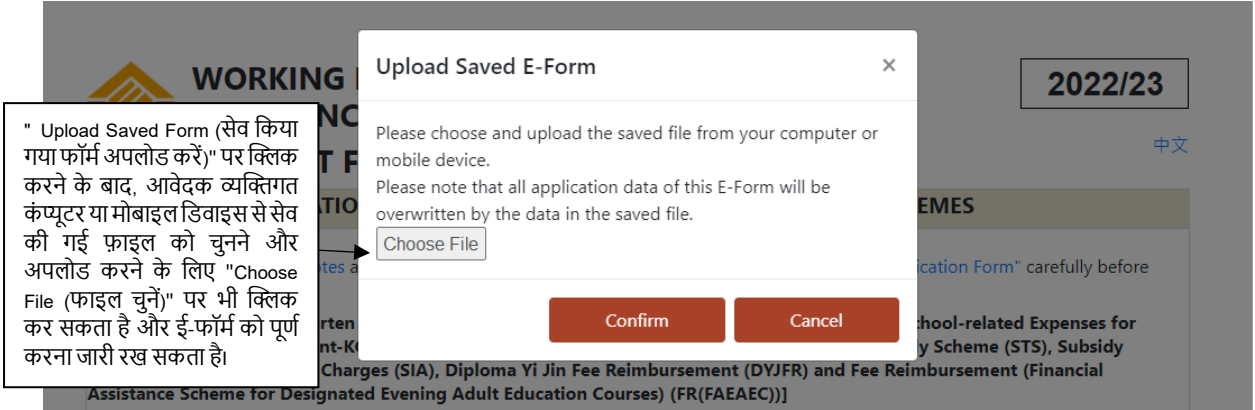 WORKING
2022/23
中文
Upload Saved E-Form
×
Please choose and upload the saved file from your computer or
mobile device.
Please note that all application data of this E-Form will be
overwritten by the data in the saved file.
Choose File
Confirm
Cancel
" Upload Saved Form (सेव किया
गया फॉर्म अपलोड करें)" पर क्लिक
करने के बाद, आवेदक व्यक्तिगत
कंप्यूटर या मोबाइल डिवाइस से सेव
की गई फ़ाइल को चुनने और
अपलोड करने के लिए "Choose
File (फाइल चुनें)" पर भी क्लिक
कर सकता है और ई-फॉर्म को पूर्ण
करना जारी रख सकता है।
EMES
ication Form" carefully before
hool-related Expenses for
y Scheme (STS), Subsidy
Charges (SIA), Diploma Yi Jin Fee Reimbursement (DYJFR) and Fee Reimbursement (Financial
Assistance Scheme for Designated Evening Adult Education Courses) (FR(FAEAEC))]